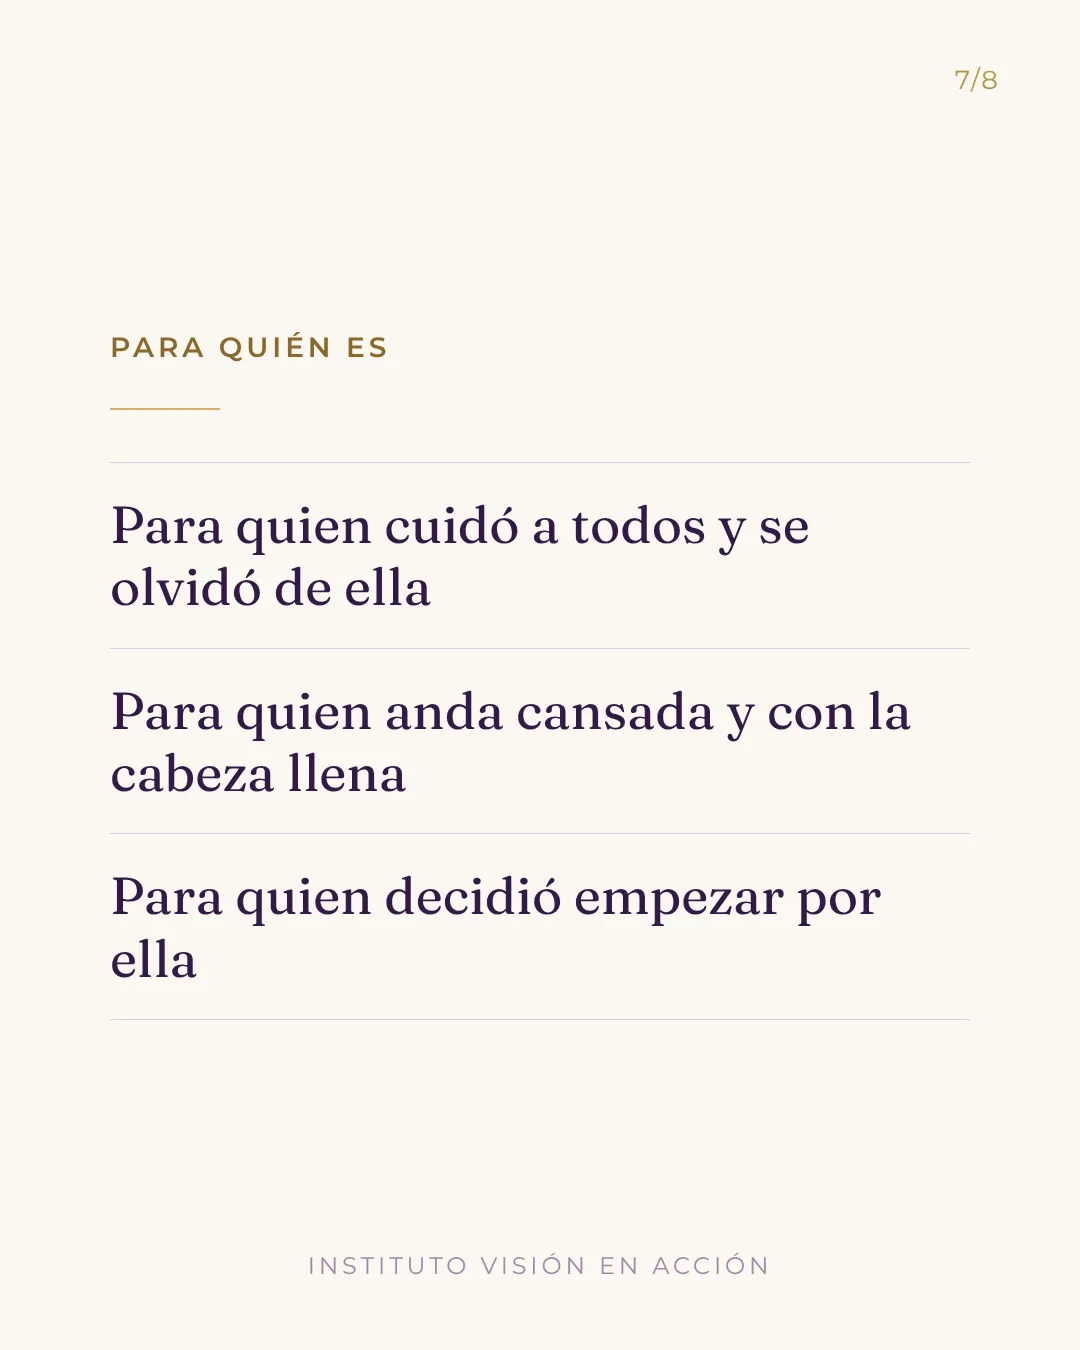 7/8
PARA QUIÉN ES
Para quien cuidó a todos y se
olvidó de ella
Para quien anda cansada y con la
cabeza llena
Para quien decidió empezar por
ella
INSTITUTO VISIÓN EN ACCIÓN